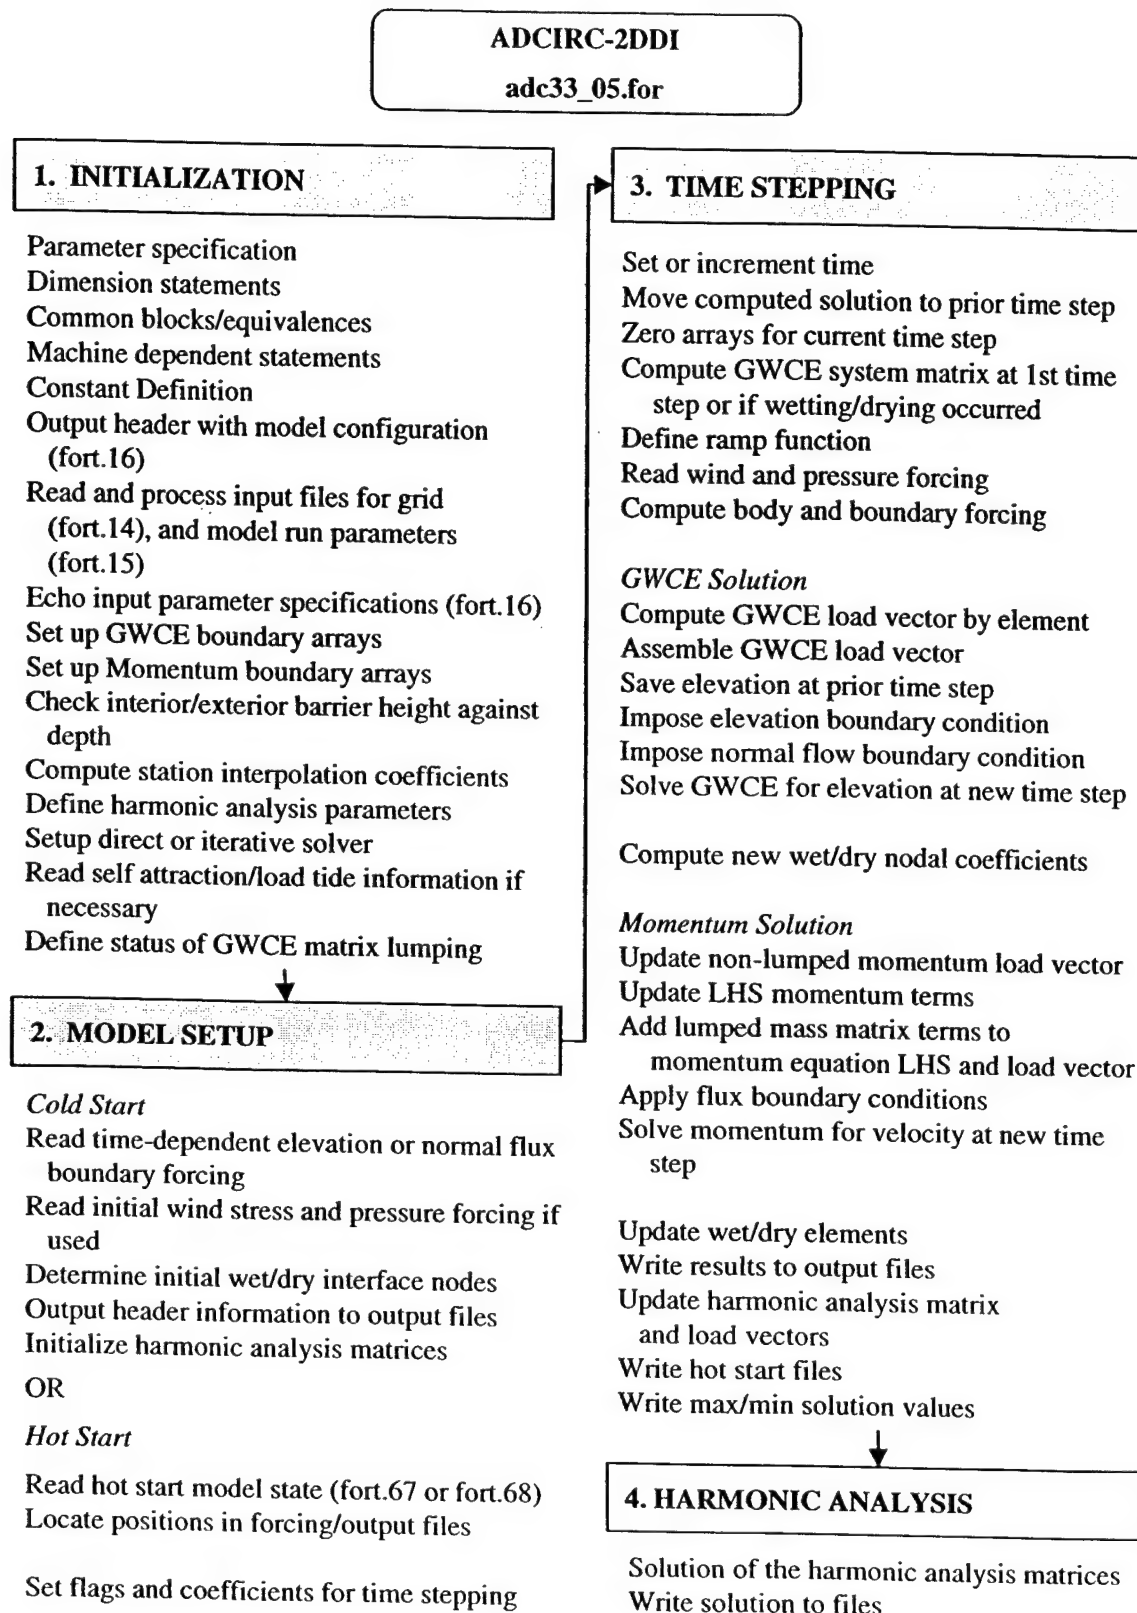 ADCIRC-2DDI
adc33_05.for
1. INITIALIZATION
Parameter specification
Dimension statements
Common blocks/equivalences
Machine dependent statements
Constant Definition
Output header with model configuration
(fort.16)
Read and process input files for grid
(fort.14), and model run parameters
(fort.15)
Echo input parameter specifications (fort.16)
Set up GWCE boundary arrays
Set up Momentum boundary arrays
Check interior/exterior barrier height against
depth
Compute station interpolation coefficients
Define harmonic analysis parameters
Setup direct or iterative solver
Read self attraction/load tide information if
necessary
Define status of GWCE matrix lumping
2. MODEL SETUP
Cold Start
Read time-dependent elevation or normal flux
boundary forcing
Read initial wind stress and pressure forcing if
used
Determine initial wet/dry interface nodes
Output header information to output files
Initialize harmonic analysis matrices
OR
Hot Start
Read hot start model state (fort.67 or fort.68)
Locate positions in forcing/output files
Set flags and coefficients for time stepping
3. TIME STEPPING
Set or increment time
Move computed solution to prior time step
Zero arrays for current time step
Compute GWCE system matrix at 1st time
step or if wetting/drying occurred
Define ramp function
Read wind and pressure forcing
Compute body and boundary forcing
GWCE Solution
Compute GWCE load vector by element
Assemble GWCE load vector
Save elevation at prior time step
Impose elevation boundary condition
Impose normal flow boundary condition
Solve GWCE for elevation at new time step
Compute new wet/dry nodal coefficients
Momentum Solution
Update non-lumped momentum load vector
Update LHS momentum terms
Add lumped mass matrix terms to
momentum equation LHS and load vector
Apply flux boundary conditions
Solve momentum for velocity at new time
step
Update wet/dry elements
Write results to output files
Update harmonic analysis matrix
and load vectors
Write hot start files
Write max/min solution values
4. HARMONIC ANALYSIS
Solution of the harmonic analysis matrices
Write solution to files